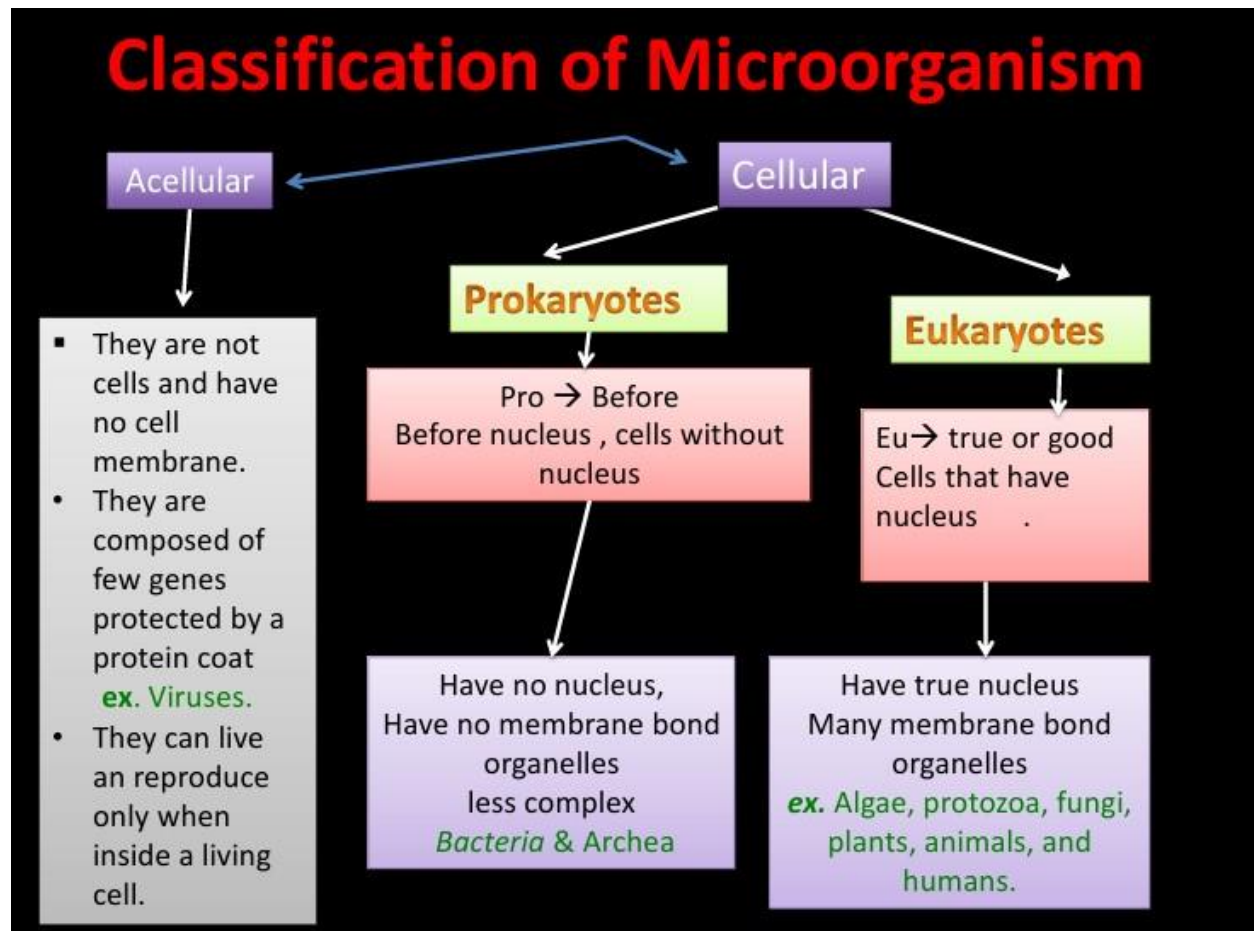 Classification of Microorganism
Acellular
▪ They are not
cells and have
no cell
membrane.
• They are
composed of
few genes
protected by a
protein coat
ex. Viruses.
• They can live
an reproduce
only when
inside a living
cell.
Cellular
Prokaryotes
Pro → Before
Before nucleus , cells without
nucleus
Have no nucleus,
Have no membrane bond
organelles
less complex
Bacteria & Archea
Eukaryotes
Eu→ true or good
Cells that have
nucleus .
Have true nucleus
Many membrane bond
organelles
ex. Algae, protozoa, fungi,
plants, animals, and
humans.